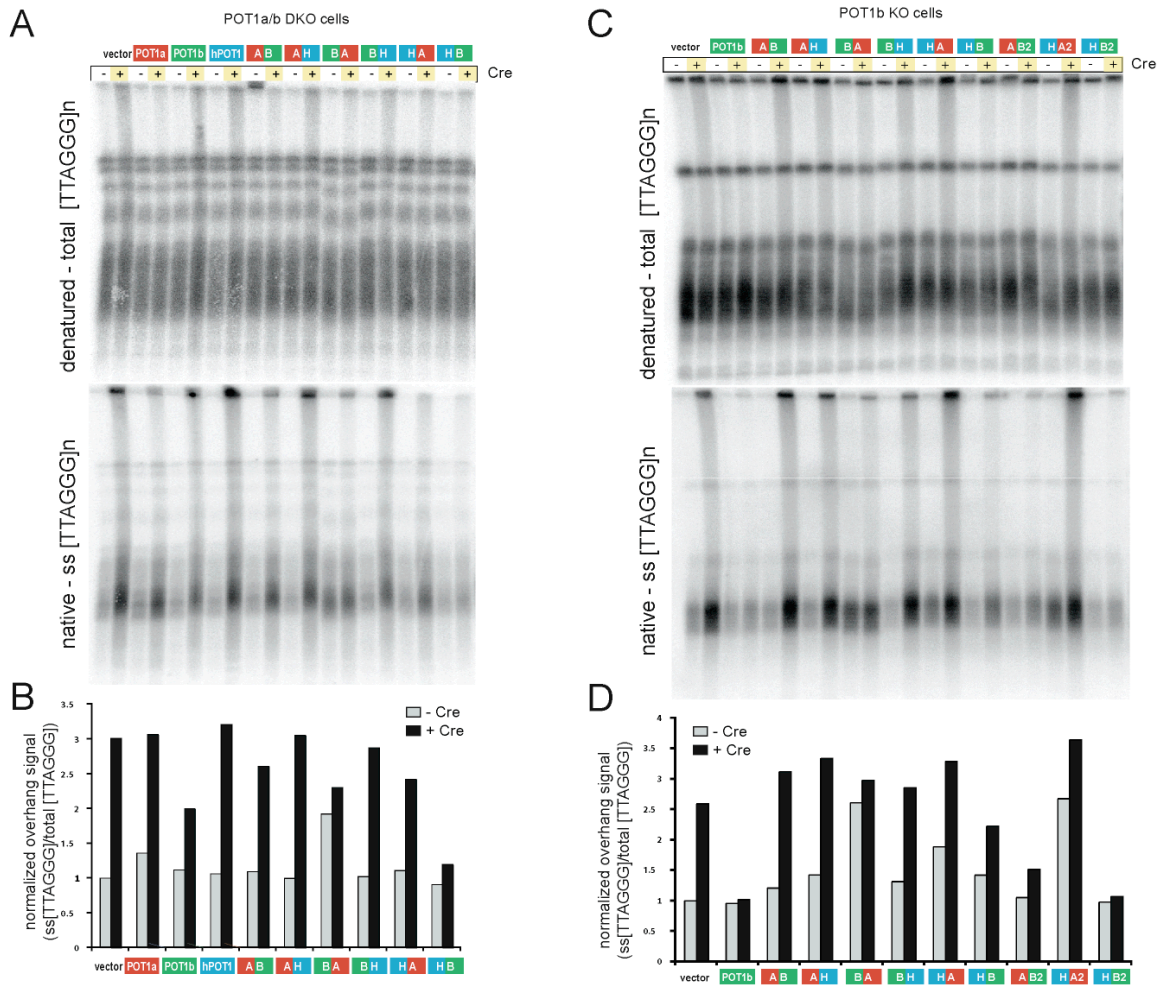 A
POT1a/b DKO cells
vector POT1a POT1b hPOT1 A B A H B A B H H A H B
- + - + - + - + - + - + - + - + - + - + Cre
denatured - total [TTAGGG]n
native - ss [TTAGGG]n
B
normalized overhang signal
(ss[TTAGGG]/total [TTAGGG])
3.5
3
2.5
2
1.5
1
0.5
0
- Cre
+ Cre
vector POT1a POT1b hPOT1 A B A H B A B H H A H B
C
POT1b KO cells
vector POT1b A B A H B A B H H A H B A B2 H A2 H B2
- + - + - + - + - + - + - + - + - + - + - + Cre
denatured - total [TTAGGG]n
native - ss [TTAGGG]n
D
normalized overhang signal
(ss[TTAGGG]/total [TTAGGG])
4
3.5
3
2.5
2
1.5
1
0.5
0
- Cre
+ Cre
vector POT1b A B A H B A B H H A H B A B2 H A2 H B2